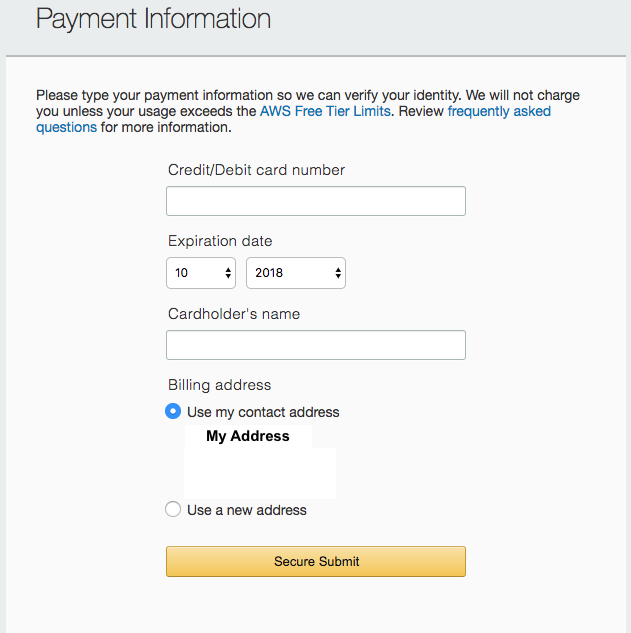 Payment Information
Please type your payment information so we can verify your identity. We will not charge
you unless your usage exceeds the AWS Free Tier Limits. Review frequently asked
questions for more information.
Credit/Debit card number
Expiration date
10 2018
Cardholder's name
Billing address
Use my contact address
My Address
Use a new address
Secure Submit